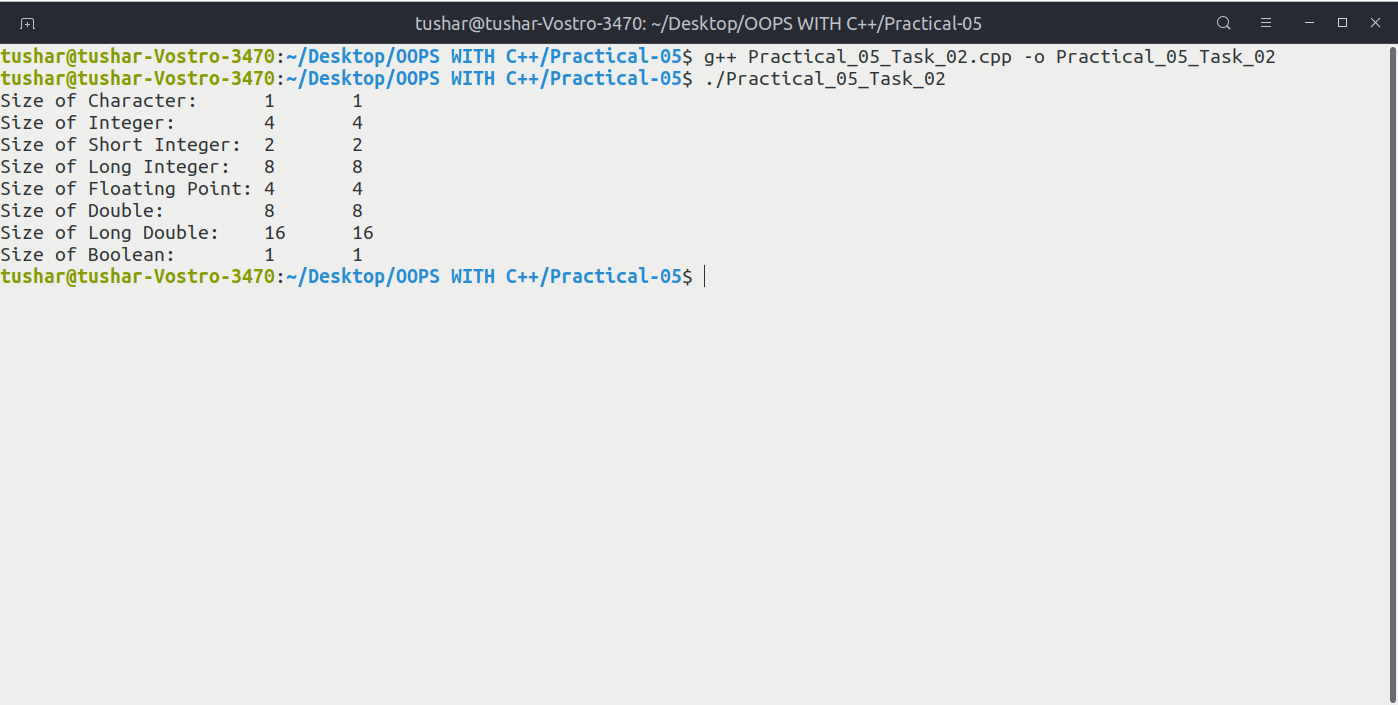 tushar@tushar-Vostro-3470: ~/Desktop/OOPS WITH C++/Practical-05
tushar@tushar-Vostro-3470:~/Desktop/OOPS WITH C++/Practical-05$ g++ Practical_05_Task_02.cpp -o Practical_05_Task_02
tushar@tushar-Vostro-3470:~/Desktop/OOPS WITH C++/Practical-05$ ./Practical_05_Task_02
Size of Character:      1       1
Size of Integer:        4       4
Size of Short Integer:  2       2
Size of Long Integer:   8       8
Size of Floating Point: 4       4
Size of Double:         8       8
Size of Long Double:    16      16
Size of Boolean:        1       1
tushar@tushar-Vostro-3470:~/Desktop/OOPS WITH C++/Practical-05$